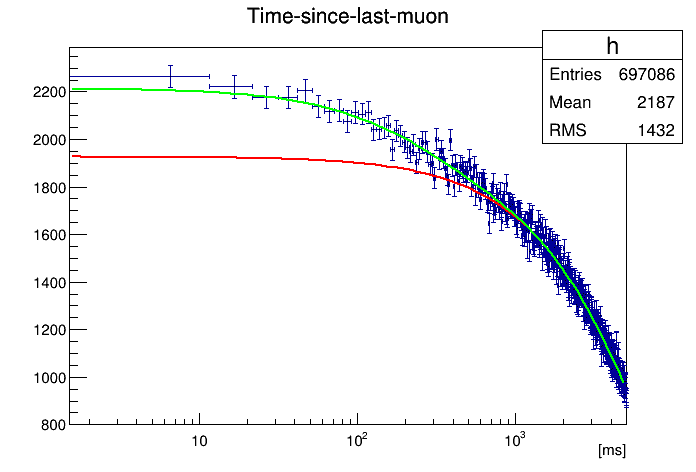 Time-since-last-muon
h
Entries 697086
Mean 2187
RMS 1432
2200
2000
1800
1600
1400
1200
1000
800
10 10² 10³
[ms]